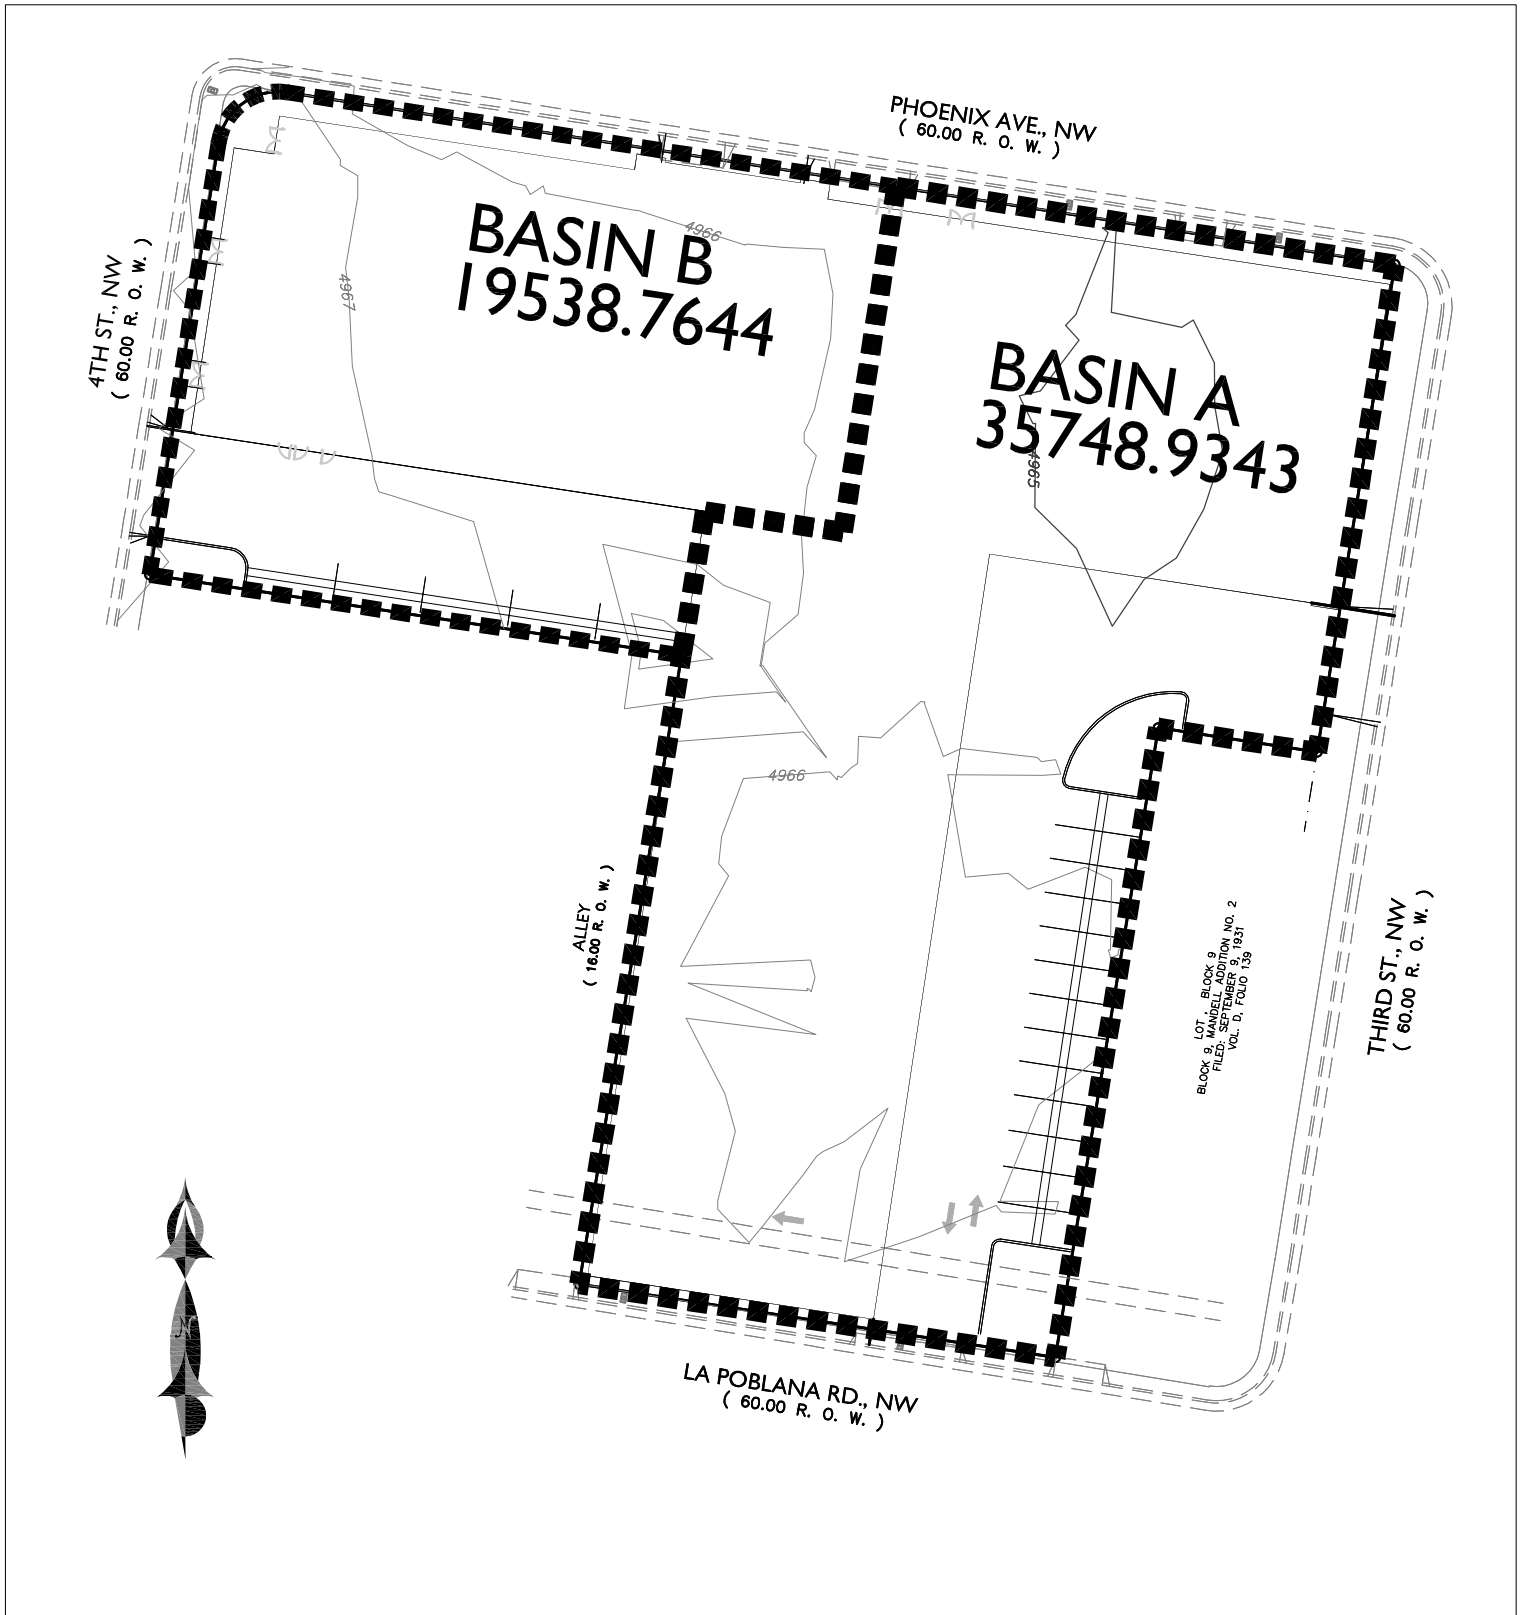 PHOENIX AVE., NW
( 60.00 R. O. W. )
BASIN B
19538.7644
4966
4967
4TH ST., NW
( 60.00 R. O. W. )
BASIN A
35748.9343
4965
4966
ALLEY
( 16.00 R. O. W. )
LOT , BLOCK 9
BLOCK 9, MANDELL ADDITION NO. 2
FILED: SEPTEMBER 9, 1931
VOL. D, FOLIO 139
THIRD ST., NW
( 60.00 R. O. W. )
N
LA POBLANA RD., NW
( 60.00 R. O. W. )